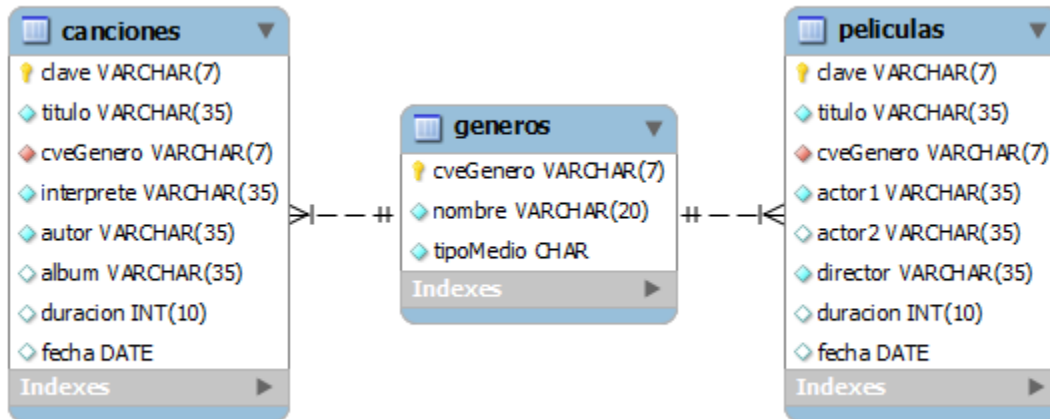 canciones
clave VARCHAR(7)
titulo VARCHAR(35)
cveGenero VARCHAR(7)
interprete VARCHAR(35)
autor VARCHAR(35)
album VARCHAR(35)
duracion INT(10)
fecha DATE
Indexes
generos
cveGenero VARCHAR(7)
nombre VARCHAR(20)
tipoMedio CHAR
Indexes
peliculas
clave VARCHAR(7)
titulo VARCHAR(35)
cveGenero VARCHAR(7)
actor1 VARCHAR(35)
actor2 VARCHAR(35)
director VARCHAR(35)
duracion INT(10)
fecha DATE
Indexes